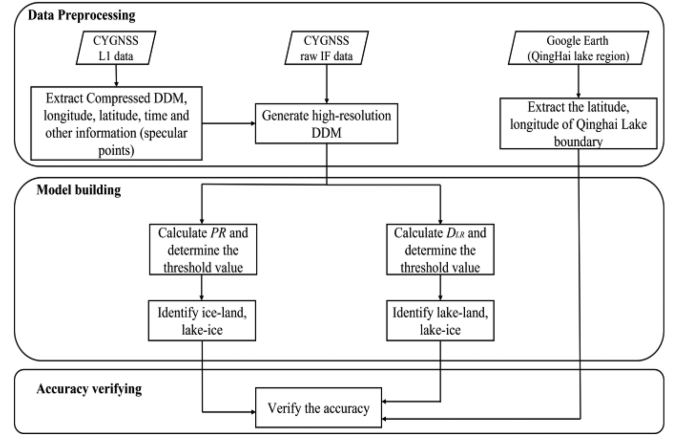 Data Preprocessing
CYGNSS
L1 data
CYGNSS
raw IF data
Google Earth
(QingHai lake region)
Extract Compressed DDM,
longitude, latitude, time and
other information (specular
points)
Generate high-resolution
DDM
Extract the latitude,
longitude of Qinghai Lake
boundary
Model building
Calculate PR and
determine the
threshold value
Calculate DLR and
determine the
threshold value
Identify ice-land,
lake-ice
Identify lake-land,
lake-ice
Accuracy verifying
Verify the accuracy